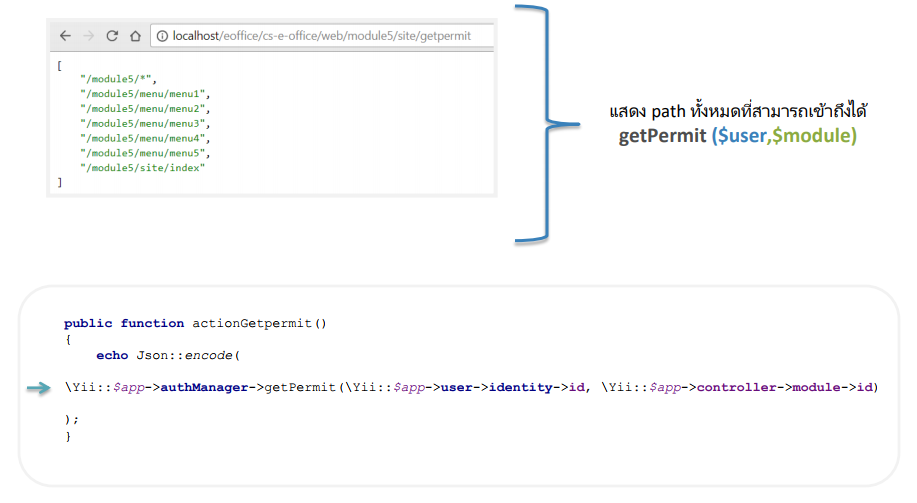 localhost/eoffice/cs-e-office/web/module5/site/getpermit
[
"/module5/*",
"/module5/menu/menu1",
"/module5/menu/menu2",
"/module5/menu/menu3",
"/module5/menu/menu4",
"/module5/menu/menu5",
"/module5/site/index"
]
แสดง path ทั้งหมดที่สามารถเข้าถึงได้
getPermit ($user,$module)
public function actionGetpermit()
{
echo Json::encode(
\Yii::$app->authManager->getPermit(\Yii::$app->user->identity->id, \Yii::$app->controller->module->id)
);
}